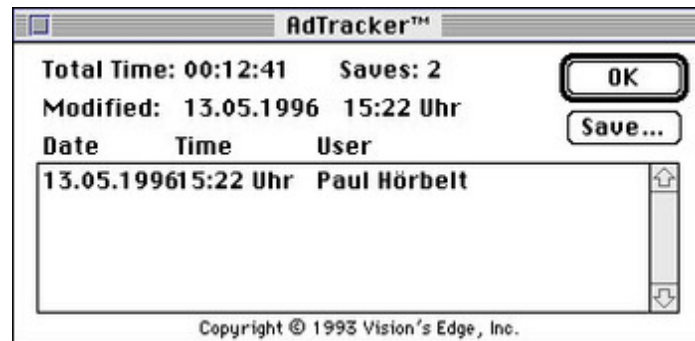 AdTracker™
Total Time: 00:12:41 Saves: 2
OK
Modified: 13.05.1996 15:22 Uhr
Save...
Date Time User
13.05.199615:22 Uhr Paul Hörbelt
Copyright © 1993 Vision's Edge, Inc.